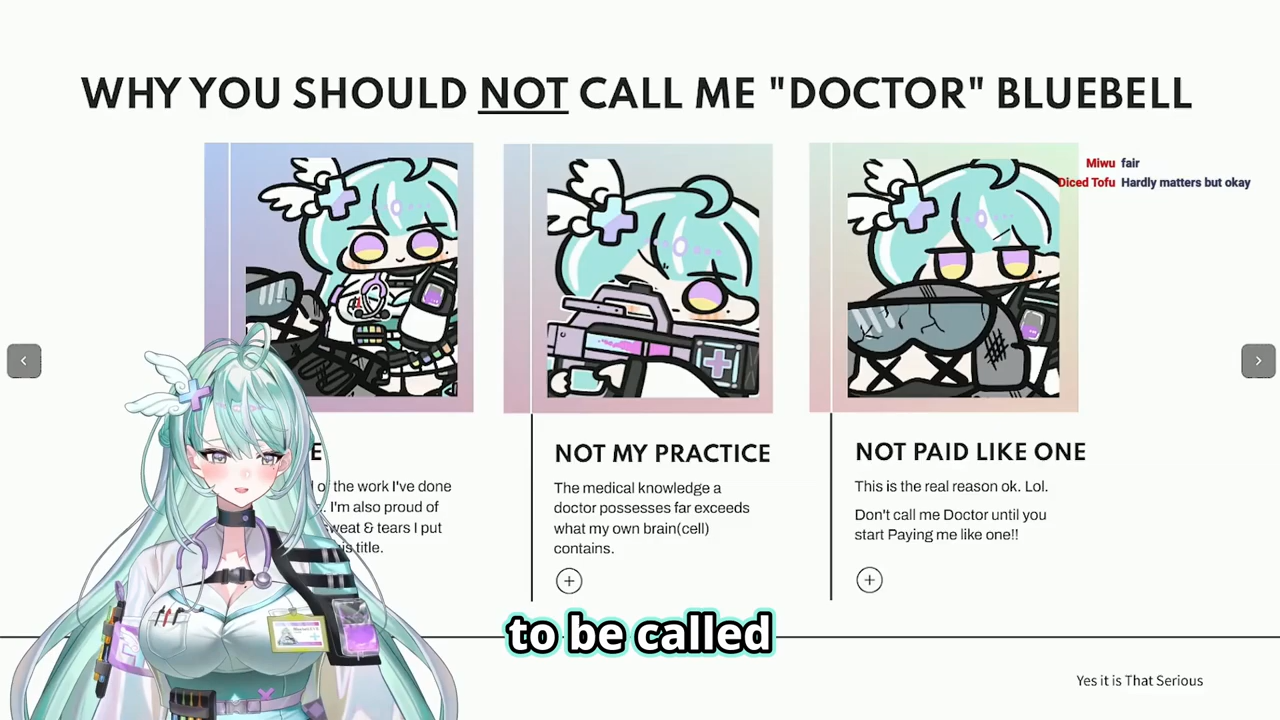 WHY YOU SHOULD NOT CALL ME "DOCTOR" BLUEBELL
Miwu fair
Diced Tofu Hardly matters but okay
NOT MY PRACTICE
The medical knowledge a
doctor possesses far exceeds
what my own brain(cell)
contains.
NOT PAID LIKE ONE
This is the real reason ok. Lol.
Don't call me Doctor until you
start Paying me like one!!
the work I've done
I'm also proud of
sweat & tears I put
title.
to be called
Yes it is That Serious